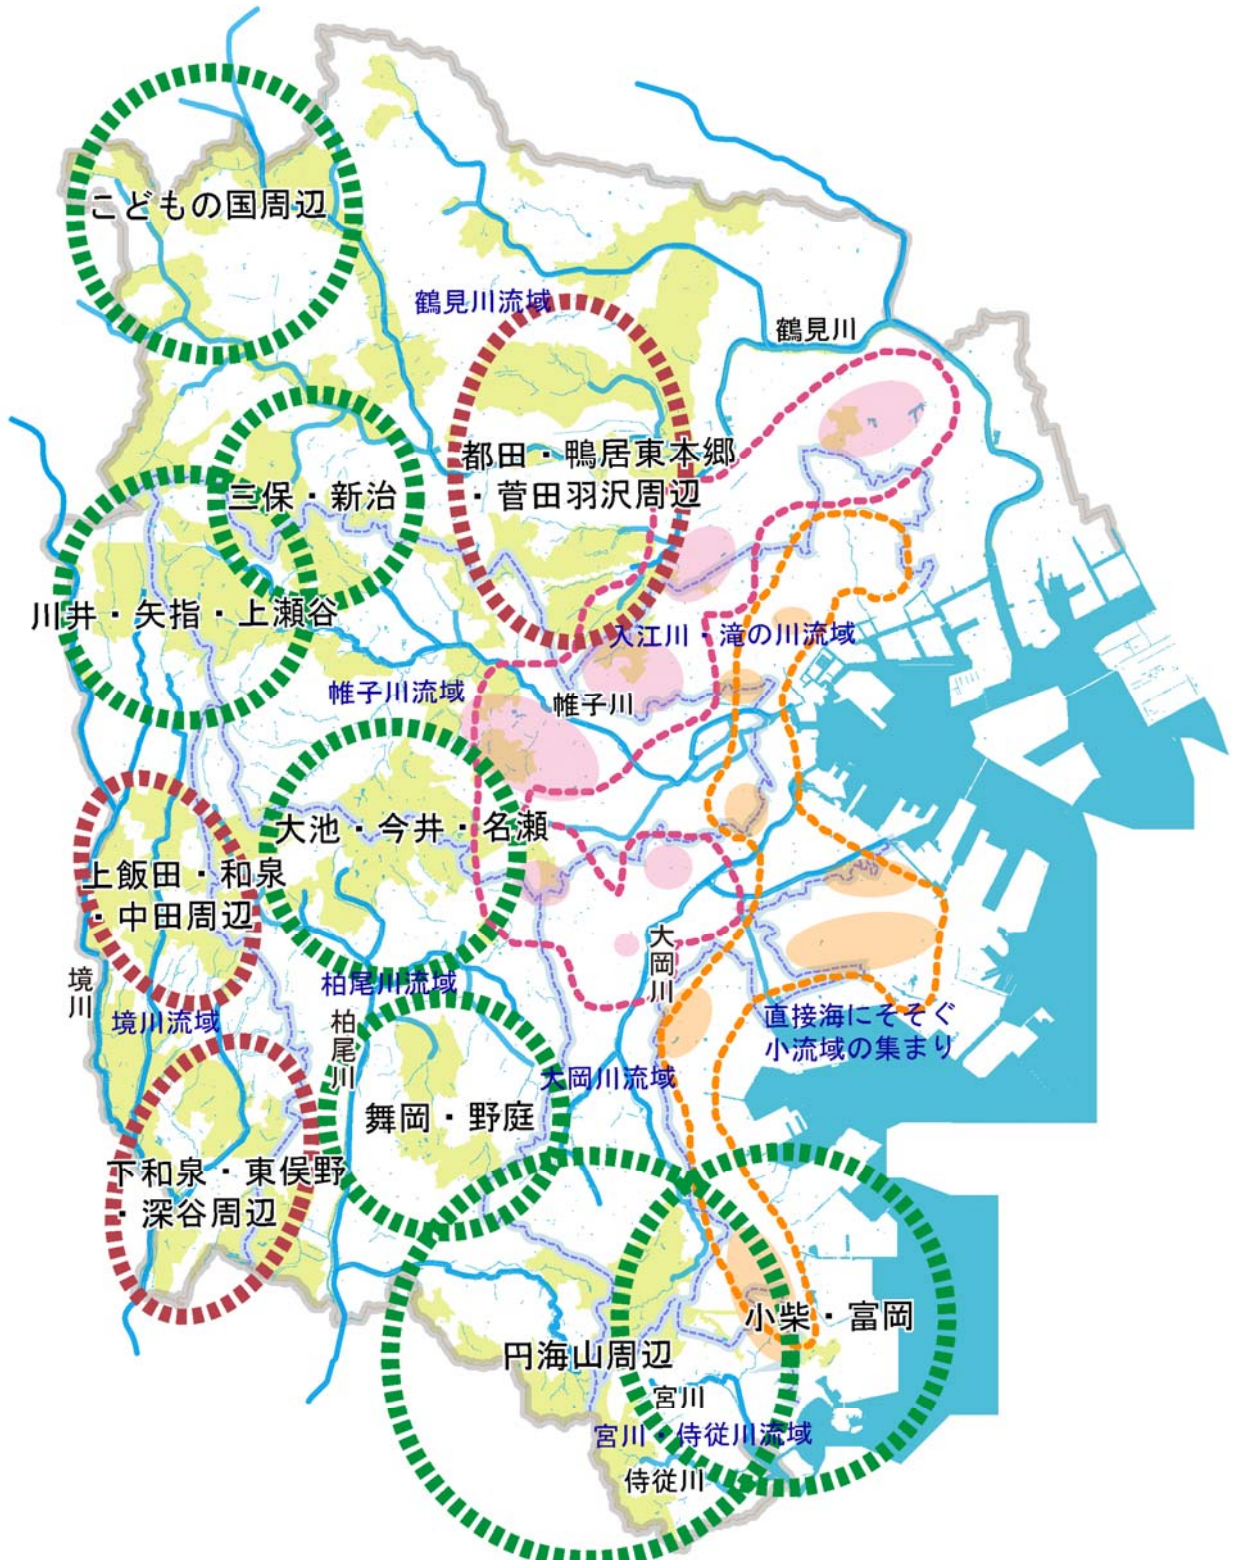 こどもの国周辺
鶴見川流域
鶴見川
都田・鴨居東本郷
・菅田羽沢周辺
三保・新治
川井・矢指・上瀬谷
入江川・滝の川流域
帷子川流域
帷子川
大池・今井・名瀬
上飯田・和泉
・中田周辺
境川
柏尾川流域
大岡川
境川流域
柏尾川
直接海にそそぐ
小流域の集まり
大岡川流域
舞岡・野庭
下和泉・東俣野
・深谷周辺
小柴・富岡
円海山周辺
宮川
宮川・侍従川流域
侍従川